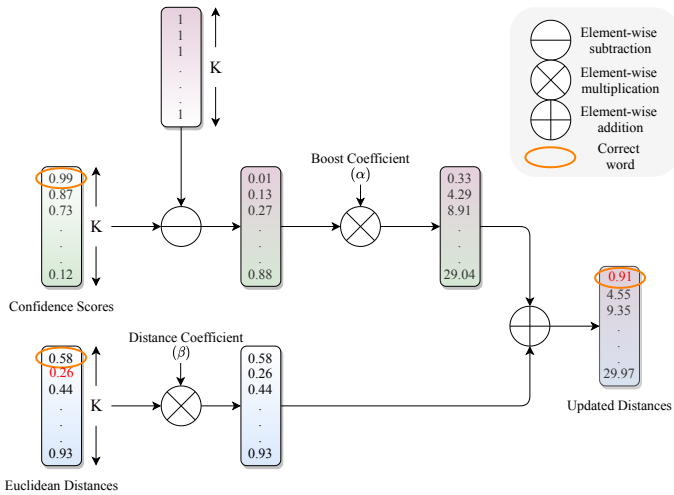 1
1
1
.
.
.
1
K
Element-wise
subtraction
Element-wise
multiplication
Element-wise
addition
Correct
word
0.99
0.87
0.73
.
.
.
0.12
K
Confidence Scores
0.01
0.13
0.27
.
.
.
0.88
Boost Coefficient
(α)
0.33
4.29
8.91
.
.
.
29.04
0.58
0.26
0.44
.
.
.
0.93
K
Euclidean Distances
Distance Coefficient
(β)
0.58
0.26
0.44
.
.
.
0.93
0.91
4.55
9.35
.
.
.
29.97
Updated Distances